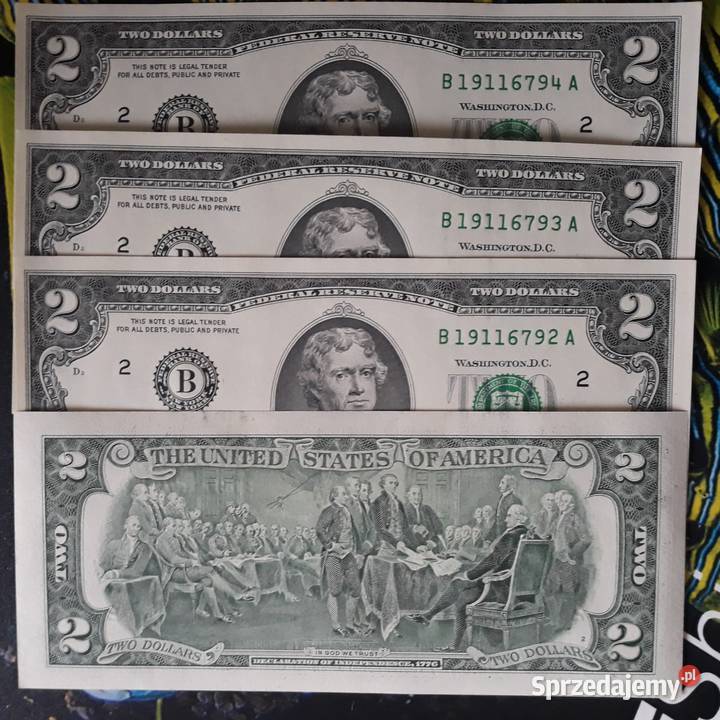 TWO DOLLARS TWO DOLLARS
2 FEDERAL RESERVE NOTE 2
THIS NOTE IS LEGAL TENDER
FOR ALL DEBTS, PUBLIC AND PRIVATE
B 19116794 A
WASHINGTON, D.C.
D2 2 B 2
TWO DOLLARS TWO DOLLARS
2 FEDERAL RESERVE NOTE 2
THIS NOTE IS LEGAL TENDER
FOR ALL DEBTS, PUBLIC AND PRIVATE
B 19116793 A
WASHINGTON, D.C.
D2 2
TWO DOLLARS TWO DOLLARS
2 FEDERAL RESERVE NOTE 2
THIS NOTE IS LEGAL TENDER
FOR ALL DEBTS, PUBLIC AND PRIVATE
B 19116792 A
WASHINGTON, D.C.
D2 2 B TWO 2
2 THE UNITED STATES OF AMERICA 2
TWO TWO
2 TWO DOLLARS IN GOD WE TRUST TWO DOLLARS 2
2
DECLARATION OF INDEPENDENCE, 1776
Sprzedajemy.pl